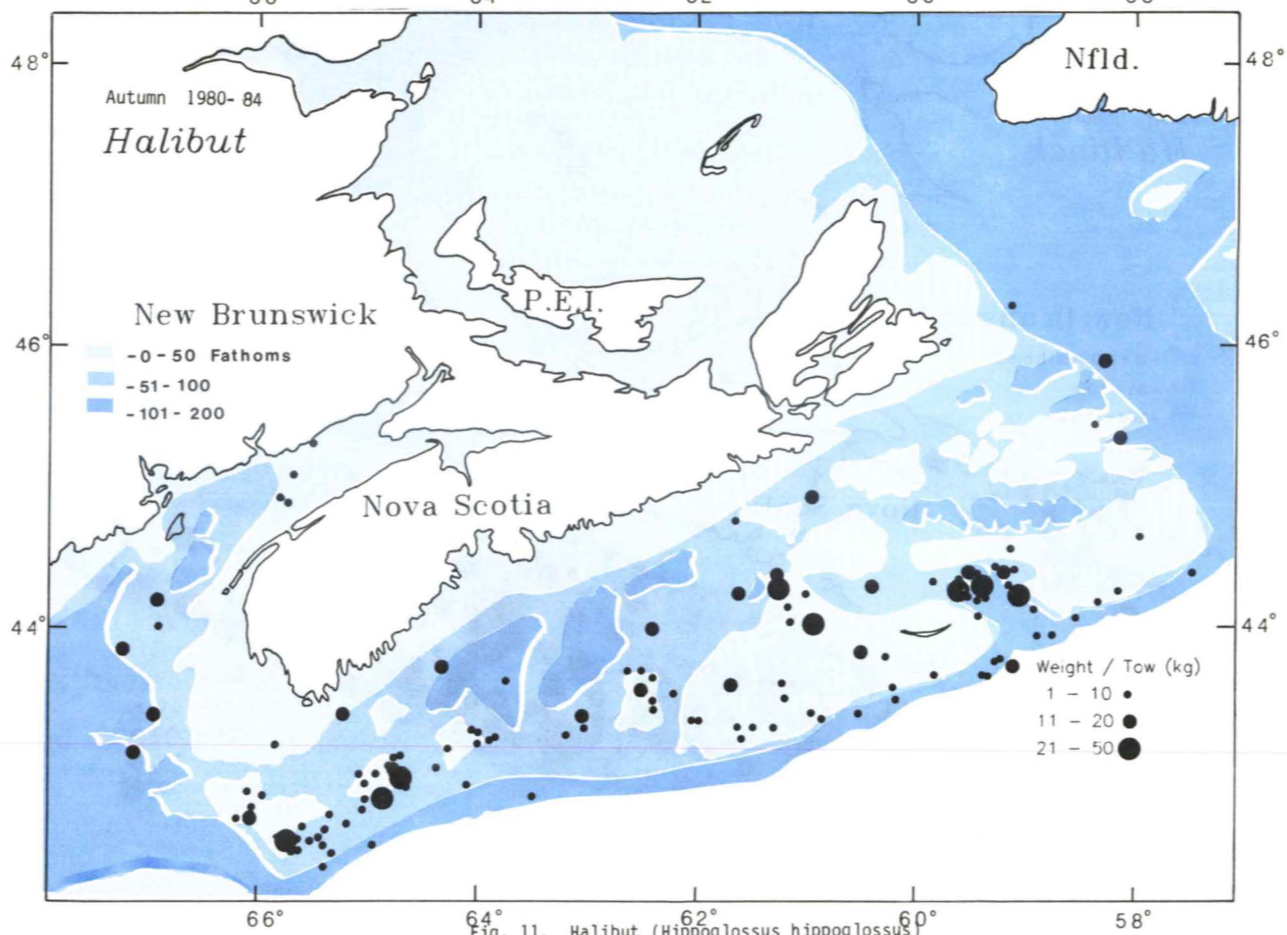 48°
48°
Nfld.
Autumn 1980-84
Halibut
P.E.I.
New Brunswick
46°
46°
-0-50 Fathoms
-51-100
-101-200
Nova Scotia
44°
44°
Weight / Tow (kg)
1 - 10
11 - 20
21 - 50
66°
64°
62°
60°
58°
Fig. 11. Halibut (Hippoglossus hippoglossus)